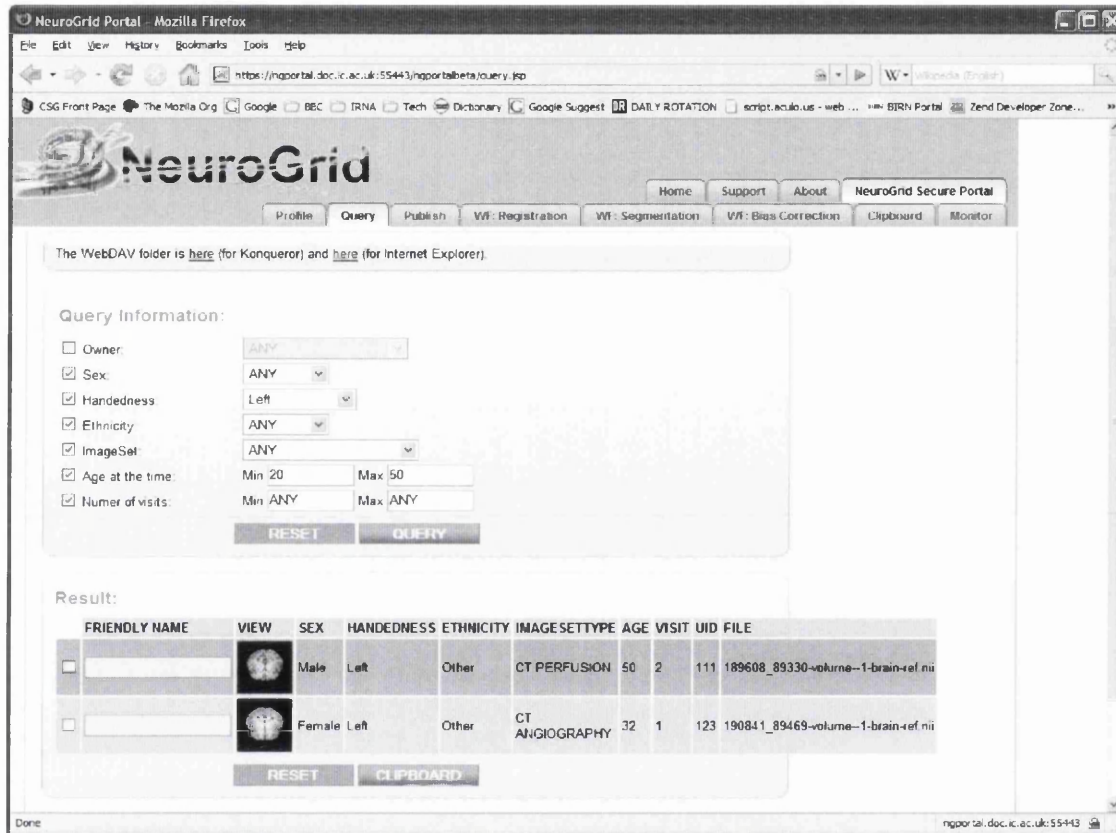 NeuroGrid Portal - Mozilla Firefox
File Edit View History Bookmarks Tools Help
https://ngportal.doc.ic.ac.uk:55443/ngportalbeta/query.jsp W Wikipedia (English)
CSG Front Page The Mozilla Org Google BBC IRNA Tech Dictionary Google Suggest DR DAILY ROTATION script.aculo.us - web ... BIRN Portal Zend Developer Zone... »
NeuroGrid
Home Support About NeuroGrid Secure Portal
Profile Query Publish WF: Registration WF: Segmentation WF: Bias Correction Clipboard Monitor
The WebDAV folder is here (for Konqueror) and here (for Internet Explorer).
Query Information:
Owner: ANY
Sex: ANY
Handedness Left
Ethnicity: ANY
ImageSet: ANY
Age at the time: Min 20 Max 50
Numer of visits: Min ANY Max ANY
RESET QUERY
Result:
FRIENDLY NAME VIEW SEX HANDEDNESS ETHNICITY IMAGESETTYPE AGE VISIT UID FILE
Male Left Other CT PERFUSION 50 2 111 189608_89330-volume--1-brain-ref.nii
Female Left Other CT ANGIOGRAPHY 32 1 123 190841_89469-volume--1-brain-ref.nii
RESET CLIPBOARD
Done ngportal.doc.ic.ac.uk:55443